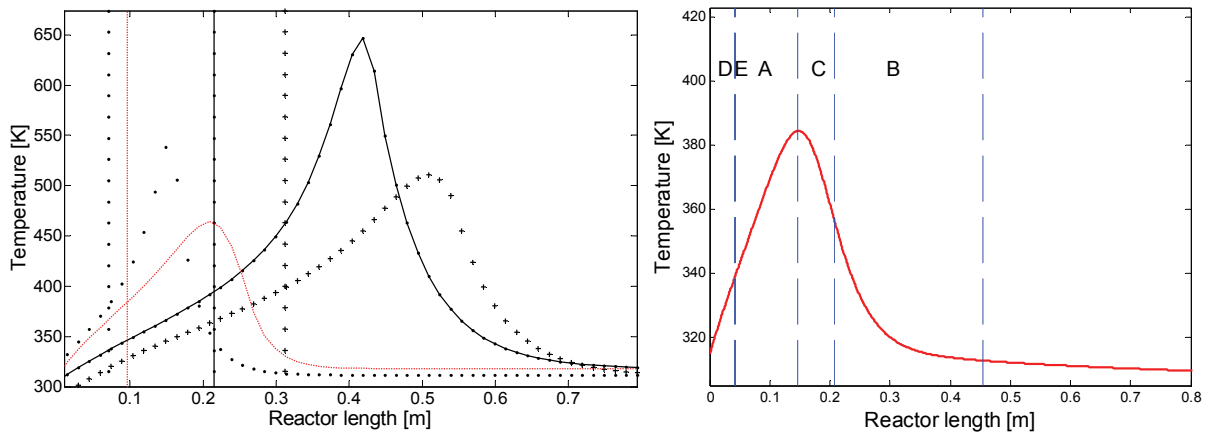 650
600
550
500
450
400
350
300
Temperature [K]
0.1 0.2 0.3 0.4 0.5 0.6 0.7
Reactor length [m]
420
400
380
360
340
320
Temperature [K]
D E A C B
0 0.1 0.2 0.3 0.4 0.5 0.6 0.7 0.8
Reactor length [m]